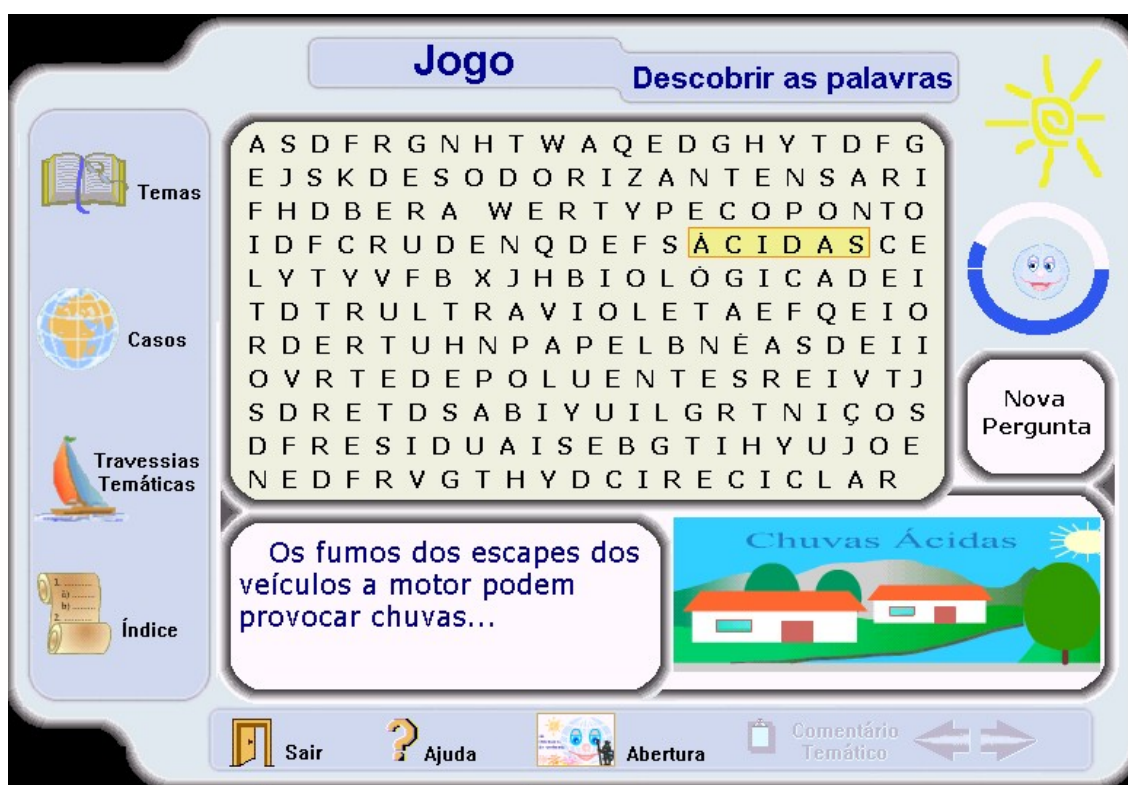 Jogo
Descobrir as palavras
Temas
Casos
Travessias
Temáticas
Índice
A S D F R G N H T W A Q E D G H Y T D F G
E J S K D E S O D O R I Z A N T E N S A R I
F H D B E R A W E R T Y P E C O P O N T O
I D F C R U D E N Q D E F S Á C I D A S C E
L Y T Y V F B X J H B I O L Ó G I C A D E I
T D T R U L T R A V I O L E T A E F Q E I O
R D E R T U H N P A P E L B N É A S D E I I
O V R T E D E P O L U E N T E S R E I V T J
S D R E T D S A B I Y U I L G R T N I Ç O S
D F R E S I D U A I S E B G T I H Y U J O E
N E D F R V G T H Y D C I R E C I C L A R
Nova
Pergunta
Os fumos dos escapes dos
veículos a motor podem
provocar chuvas...
Chuvas Ácidas
Sair
Ajuda
Abertura
Comentário
Temático